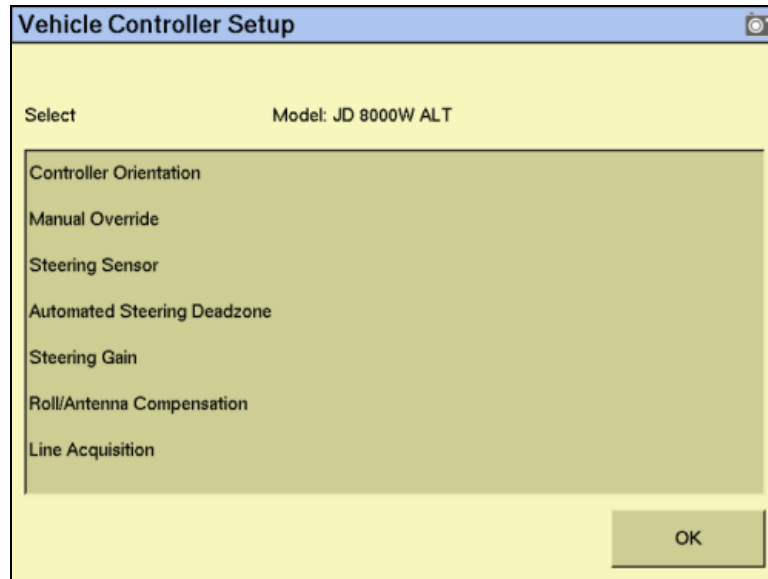 Vehicle Controller Setup
Select Model: JD 8000W ALT
Controller Orientation
Manual Override
Steering Sensor
Automated Steering Deadzone
Steering Gain
Roll/Antenna Compensation
Line Acquisition
OK